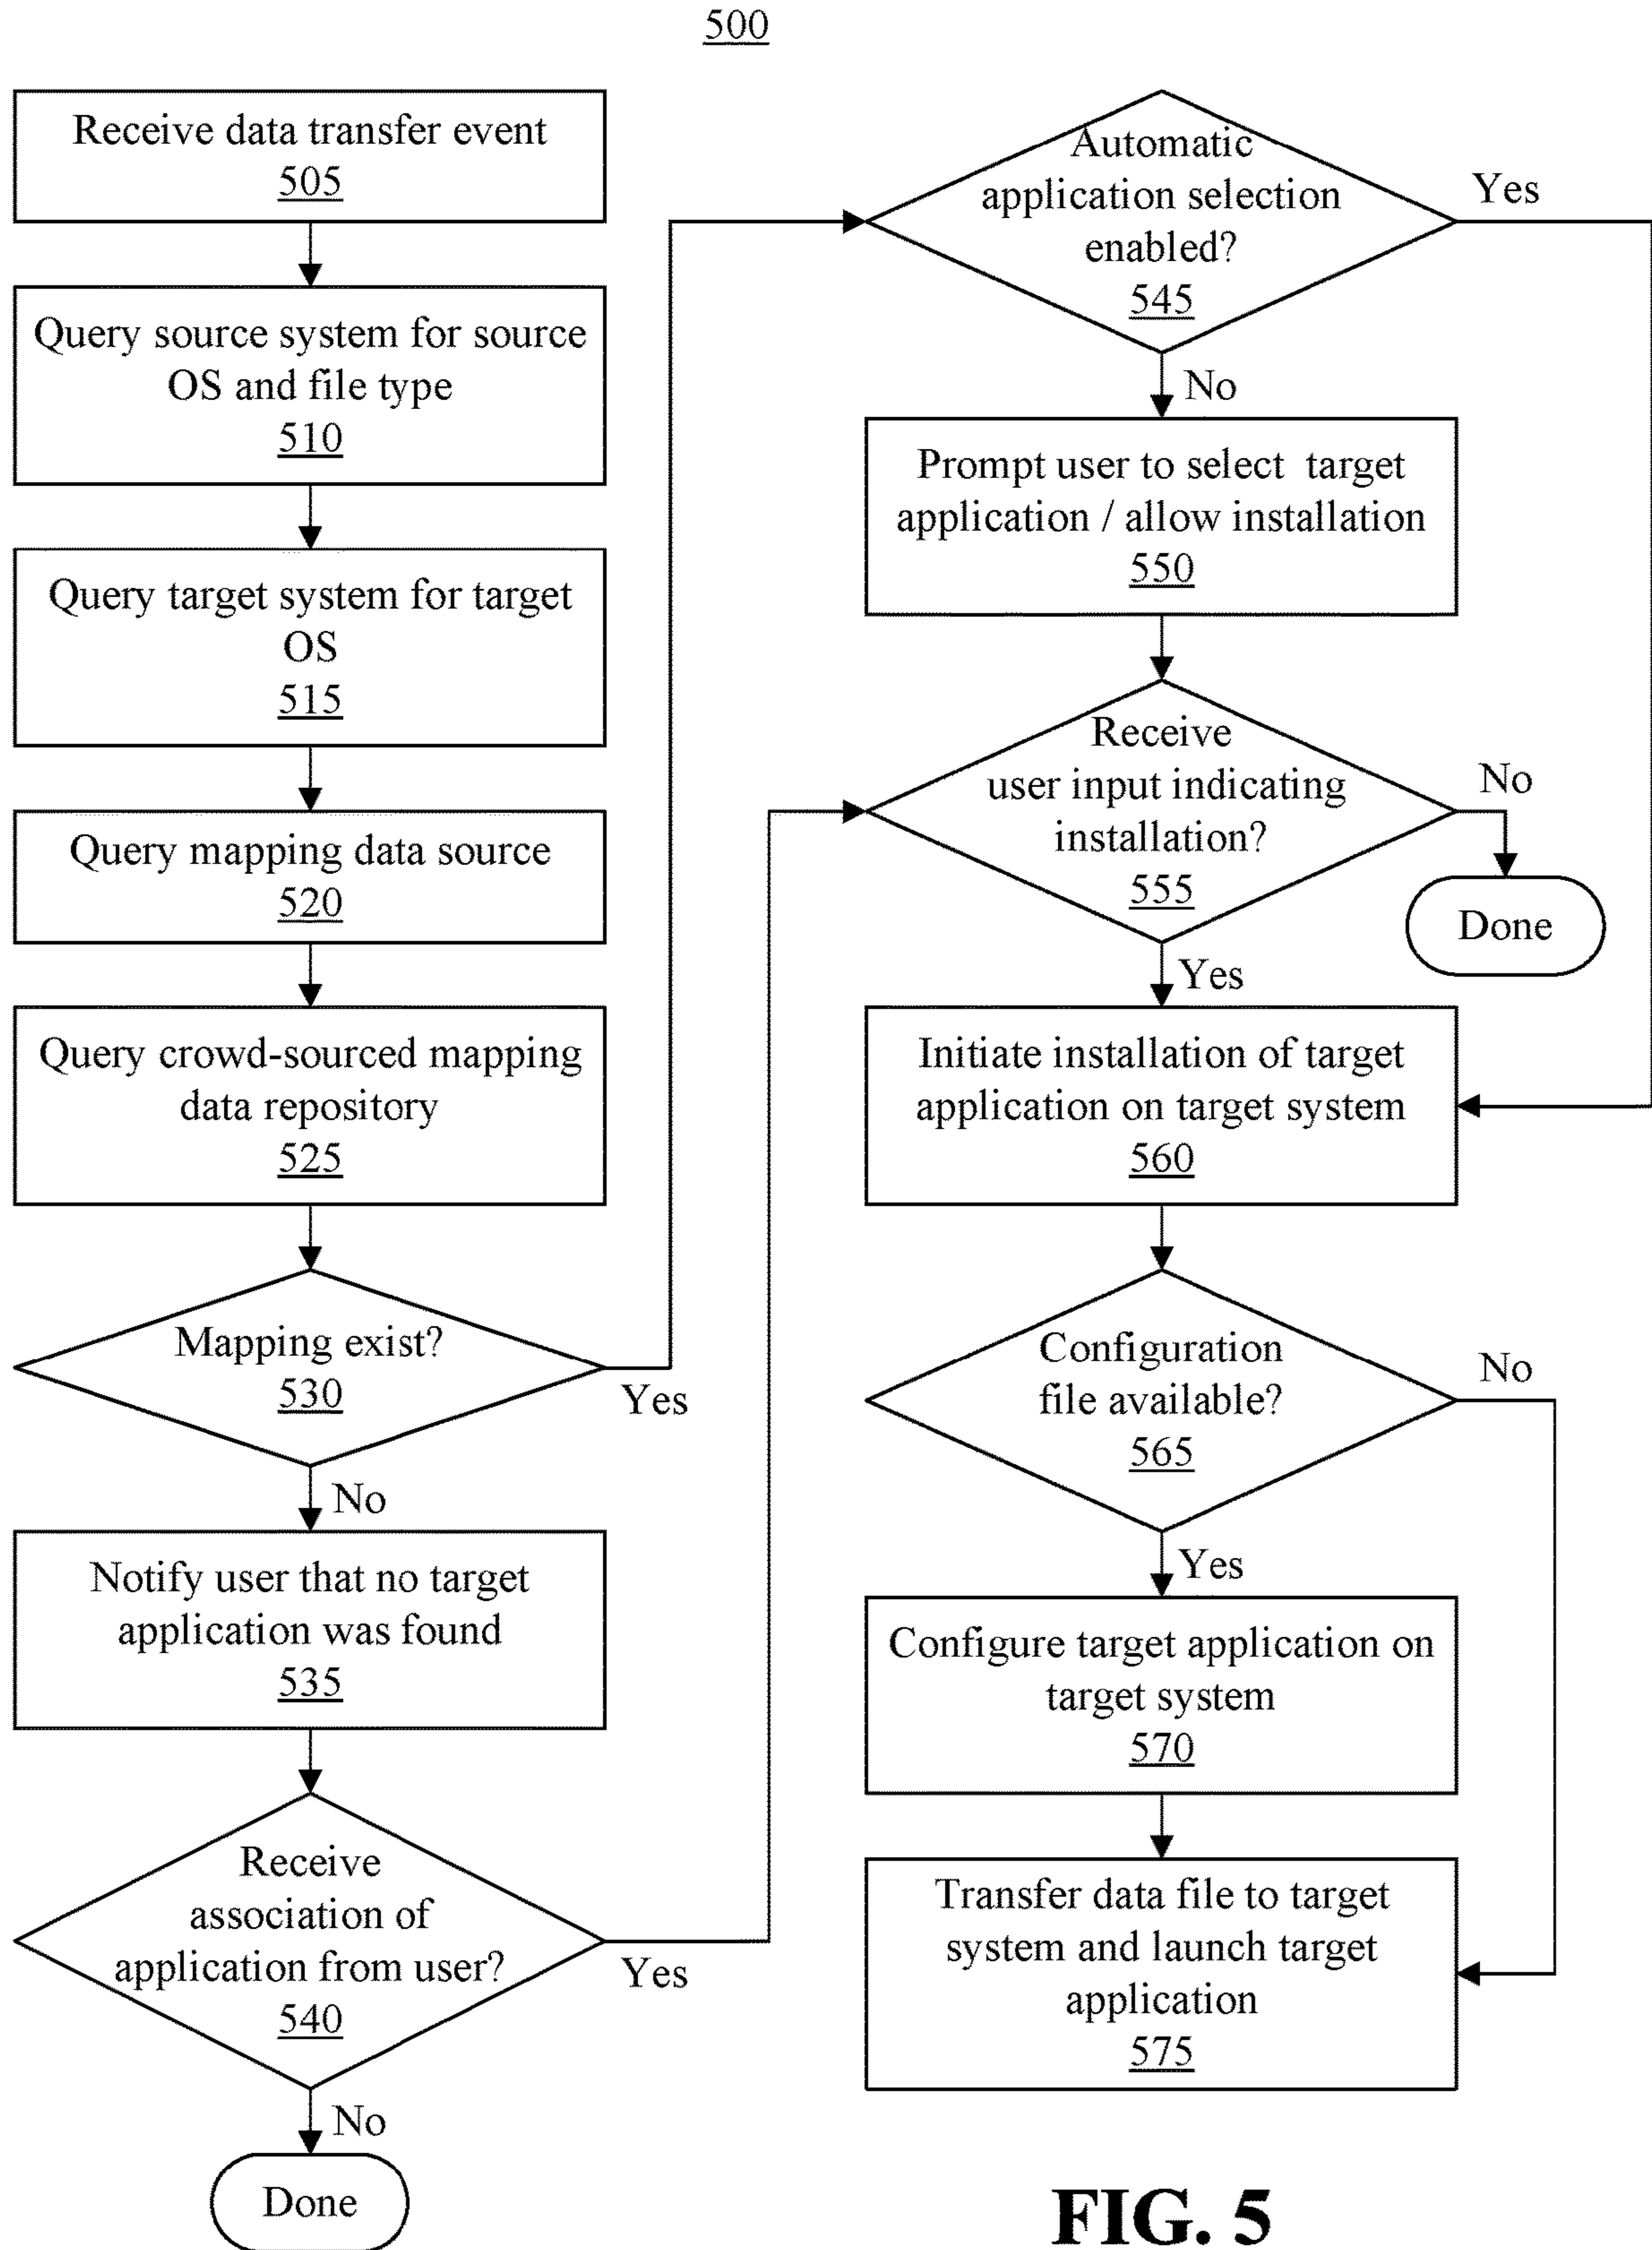 500
Receive data transfer event
505
Query source system for source
OS and file type
510
Query target system for target
OS
515
Query mapping data source
520
Query crowd-sourced mapping
data repository
525
Mapping exist?
530
Yes
No
Notify user that no target
application was found
535
Receive
association of
application from user?
540
Yes
No
Done
Automatic
application selection
enabled?
545
Yes
No
Prompt user to select target
application / allow installation
550
Receive
user input indicating
installation?
555
No
Done
Yes
Initiate installation of target
application on target system
560
Configuration
file available?
565
No
Yes
Configure target application on
target system
570
Transfer data file to target
system and launch target
application
575
FIG. 5